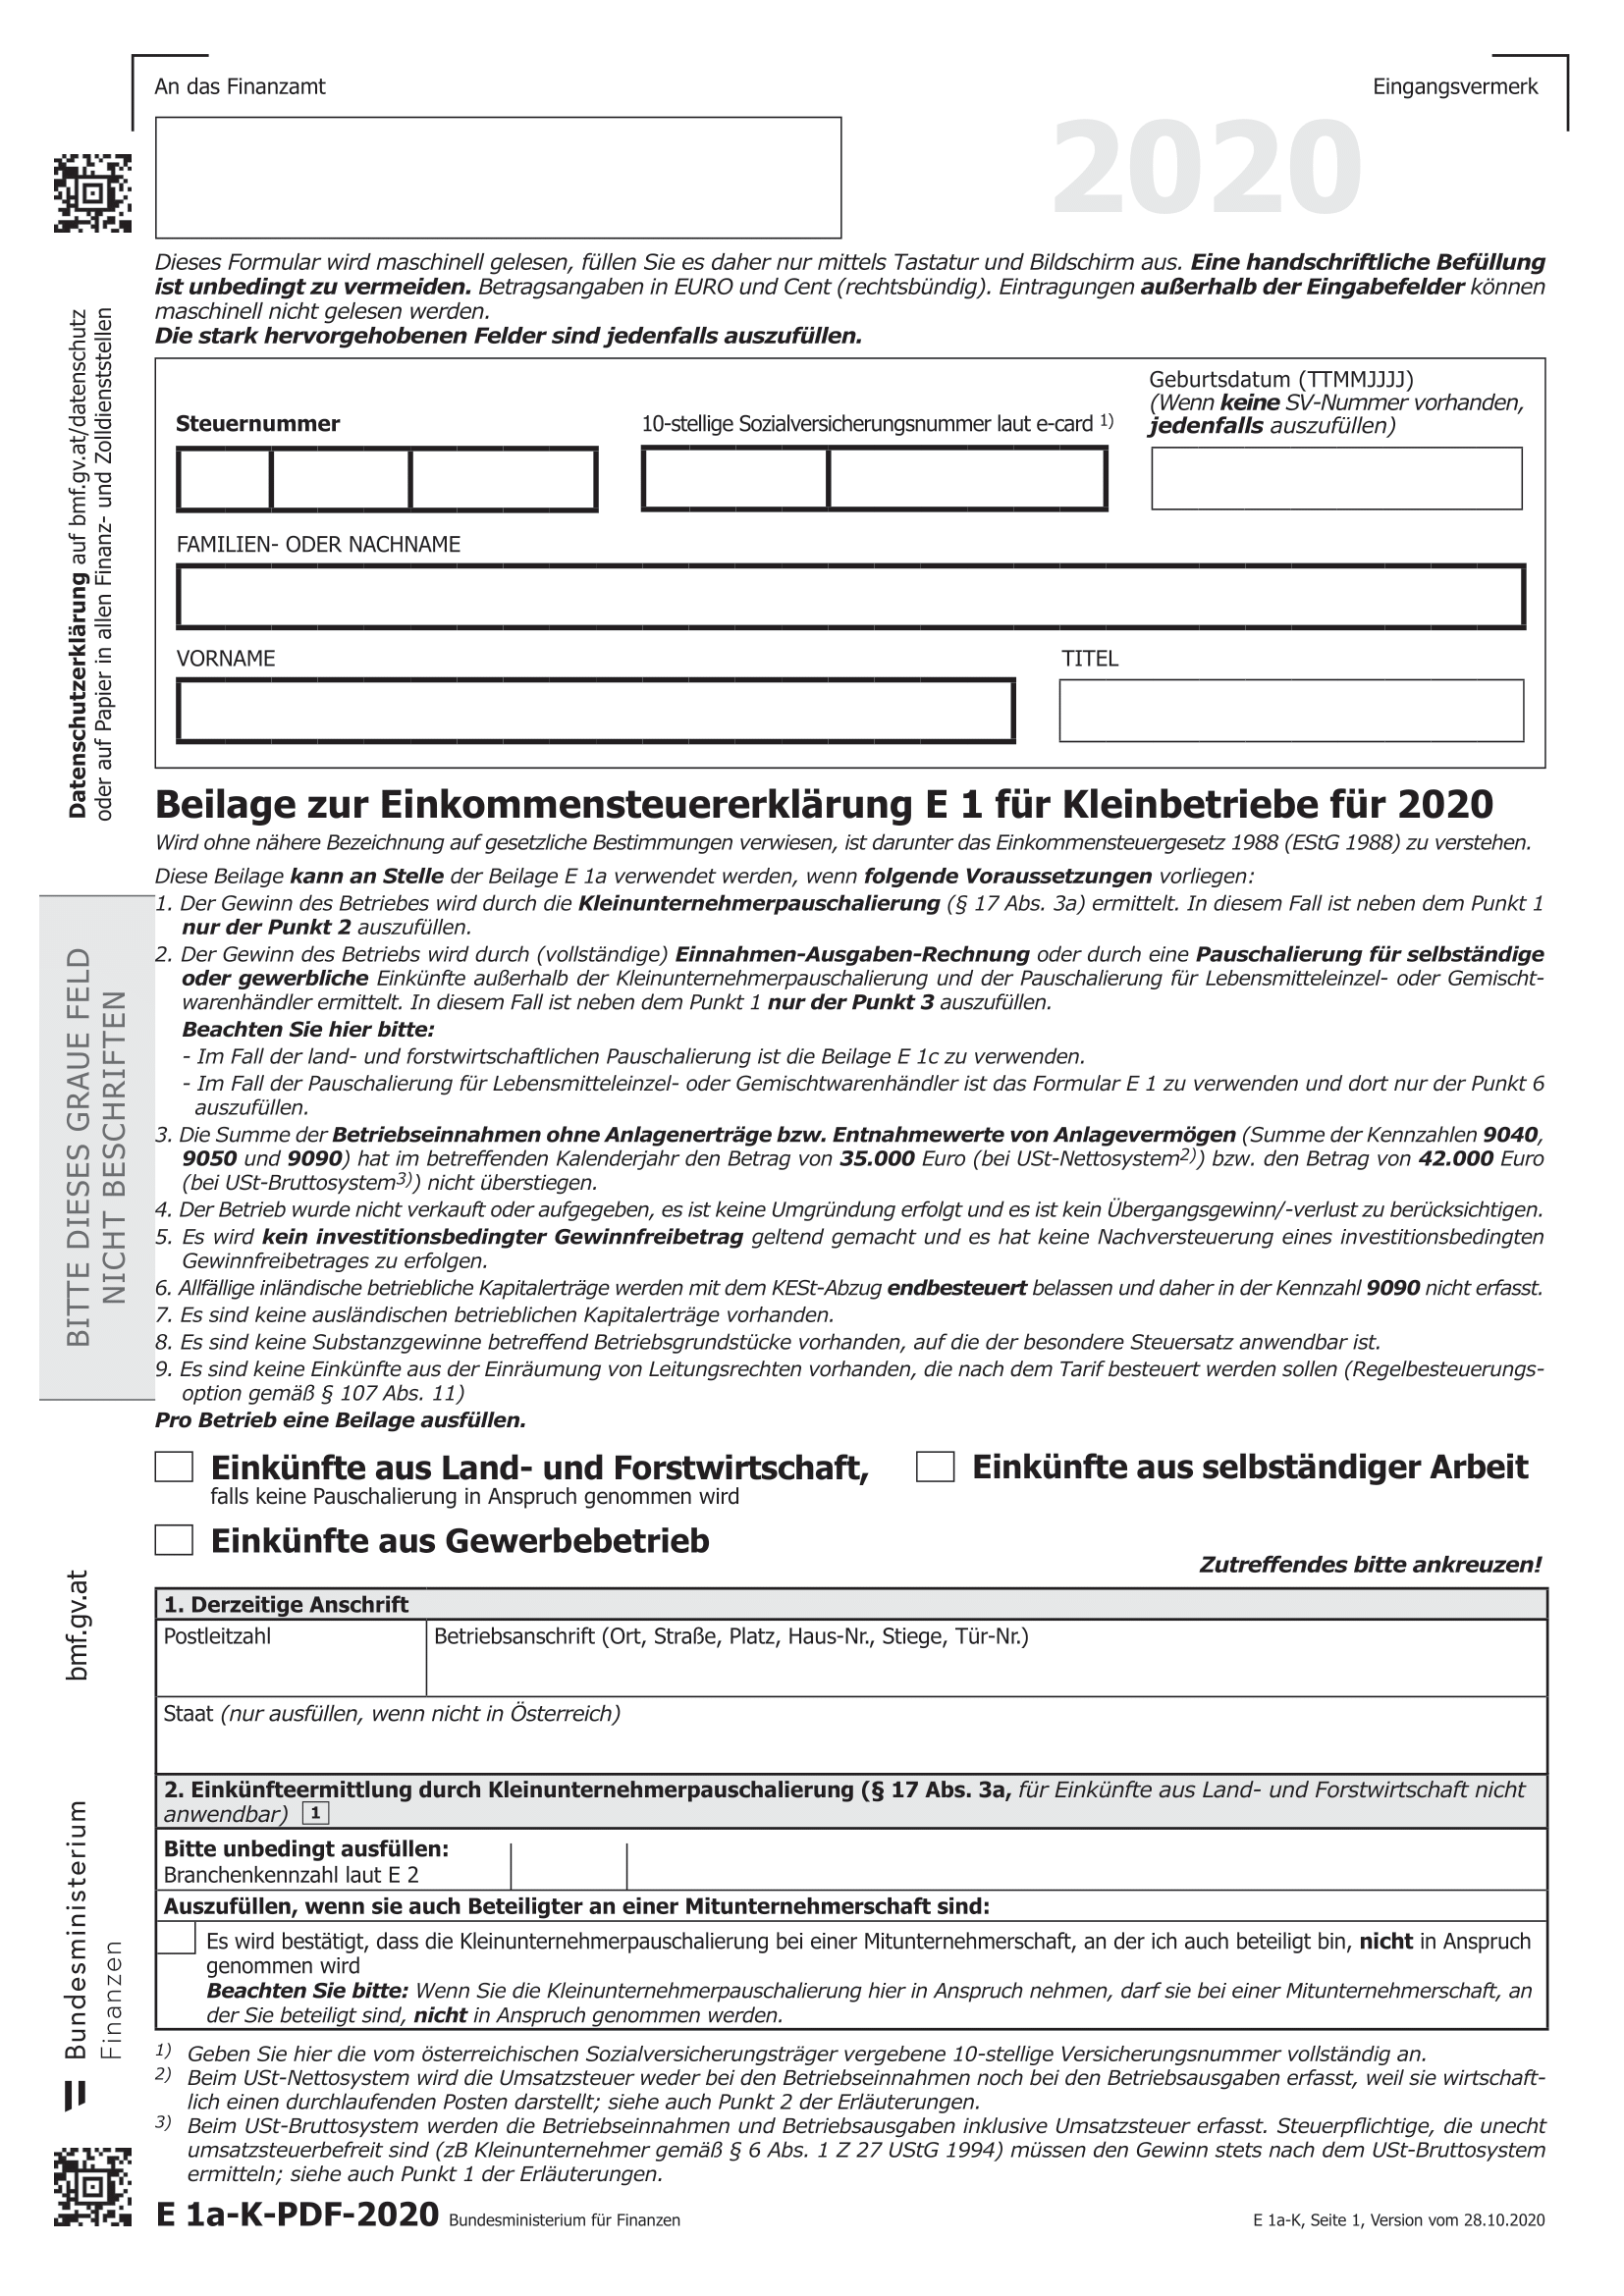 An das Finanzamt
Eingangsvermerk
2020
Dieses Formular wird maschinell gelesen, füllen Sie es daher nur mittels Tastatur und Bildschirm aus. Eine handschriftliche Befüllung
ist unbedingt zu vermeiden. Betragsangaben in EURO und Cent (rechtsbündig). Eintragungen außerhalb der Eingabefelder können
maschinell nicht gelesen werden.
Die stark hervorgehobenen Felder sind jedenfalls auszufüllen.
Steuernummer
10-stellige Sozialversicherungsnummer laut e-card 1)
Geburtsdatum (TTMMJJJJ)
(Wenn keine SV-Nummer vorhanden,
jedenfalls auszufüllen)
FAMILIEN- ODER NACHNAME
VORNAME
TITEL
Datenschutzerklärung auf bmf.gv.at/datenschutz
oder auf Papier in allen Finanz- und Zolldienststellen
Beilage zur Einkommensteuererklärung E 1 für Kleinbetriebe für 2020
Wird ohne nähere Bezeichnung auf gesetzliche Bestimmungen verwiesen, ist darunter das Einkommensteuergesetz 1988 (EStG 1988) zu verstehen.
Diese Beilage kann an Stelle der Beilage E 1a verwendet werden, wenn folgende Voraussetzungen vorliegen:
1. Der Gewinn des Betriebes wird durch die Kleinunternehmerpauschalierung (§ 17 Abs. 3a) ermittelt. In diesem Fall ist neben dem Punkt 1
nur der Punkt 2 auszufüllen.
2. Der Gewinn des Betriebs wird durch (vollständige) Einnahmen-Ausgaben-Rechnung oder durch eine Pauschalierung für selbständige
oder gewerbliche Einkünfte außerhalb der Kleinunternehmerpauschalierung und der Pauschalierung für Lebensmitteleinzel- oder Gemischt-
warenhändler ermittelt. In diesem Fall ist neben dem Punkt 1 nur der Punkt 3 auszufüllen.
Beachten Sie hier bitte:
- Im Fall der land- und forstwirtschaftlichen Pauschalierung ist die Beilage E 1c zu verwenden.
- Im Fall der Pauschalierung für Lebensmitteleinzel- oder Gemischtwarenhändler ist das Formular E 1 zu verwenden und dort nur der Punkt 6
auszufüllen.
3. Die Summe der Betriebseinnahmen ohne Anlagenerträge bzw. Entnahmewerte von Anlagevermögen (Summe der Kennzahlen 9040,
9050 und 9090) hat im betreffenden Kalenderjahr den Betrag von 35.000 Euro (bei USt-Nettosystem2)) bzw. den Betrag von 42.000 Euro
(bei USt-Bruttosystem3)) nicht überstiegen.
4. Der Betrieb wurde nicht verkauft oder aufgegeben, es ist keine Umgründung erfolgt und es ist kein Übergangsgewinn/-verlust zu berücksichtigen.
5. Es wird kein investitionsbedingter Gewinnfreibetrag geltend gemacht und es hat keine Nachversteuerung eines investitionsbedingten
Gewinnfreibetrages zu erfolgen.
6. Allfällige inländische betriebliche Kapitalerträge werden mit dem KESt-Abzug endbesteuert belassen und daher in der Kennzahl 9090 nicht erfasst.
7. Es sind keine ausländischen betrieblichen Kapitalerträge vorhanden.
8. Es sind keine Substanzgewinne betreffend Betriebsgrundstücke vorhanden, auf die der besondere Steuersatz anwendbar ist.
9. Es sind keine Einkünfte aus der Einräumung von Leitungsrechten vorhanden, die nach dem Tarif besteuert werden sollen (Regelbesteuerungs-
option gemäß § 107 Abs. 11)
Pro Betrieb eine Beilage ausfüllen.
BITTE DIESES GRAUE FELD
NICHT BESCHRIFTEN
Einkünfte aus Land- und Forstwirtschaft,
falls keine Pauschalierung in Anspruch genommen wird
Einkünfte aus selbständiger Arbeit
Einkünfte aus Gewerbebetrieb
Zutreffendes bitte ankreuzen!
1. Derzeitige Anschrift
Postleitzahl
Betriebsanschrift (Ort, Straße, Platz, Haus-Nr., Stiege, Tür-Nr.)
Staat (nur ausfüllen, wenn nicht in Österreich)
2. Einkünfteermittlung durch Kleinunternehmerpauschalierung (§ 17 Abs. 3a, für Einkünfte aus Land- und Forstwirtschaft nicht
anwendbar) 1
Bitte unbedingt ausfüllen:
Branchenkennzahl laut E 2
Auszufüllen, wenn sie auch Beteiligter an einer Mitunternehmerschaft sind:
Es wird bestätigt, dass die Kleinunternehmerpauschalierung bei einer Mitunternehmerschaft, an der ich auch beteiligt bin, nicht in Anspruch
genommen wird
Beachten Sie bitte: Wenn Sie die Kleinunternehmerpauschalierung hier in Anspruch nehmen, darf sie bei einer Mitunternehmerschaft, an
der Sie beteiligt sind, nicht in Anspruch genommen werden.
1) Geben Sie hier die vom österreichischen Sozialversicherungsträger vergebene 10-stellige Versicherungsnummer vollständig an.
2) Beim USt-Nettosystem wird die Umsatzsteuer weder bei den Betriebseinnahmen noch bei den Betriebsausgaben erfasst, weil sie wirtschaft-
lich einen durchlaufenden Posten darstellt; siehe auch Punkt 2 der Erläuterungen.
3) Beim USt-Bruttosystem werden die Betriebseinnahmen und Betriebsausgaben inklusive Umsatzsteuer erfasst. Steuerpflichtige, die unecht
umsatzsteuerbefreit sind (zB Kleinunternehmer gemäß § 6 Abs. 1 Z 27 UStG 1994) müssen den Gewinn stets nach dem USt-Bruttosystem
ermitteln; siehe auch Punkt 1 der Erläuterungen.
bmf.gv.at
Bundesministerium
Finanzen
E 1a-K-PDF-2020 Bundesministerium für Finanzen
E 1a-K, Seite 1, Version vom 28.10.2020